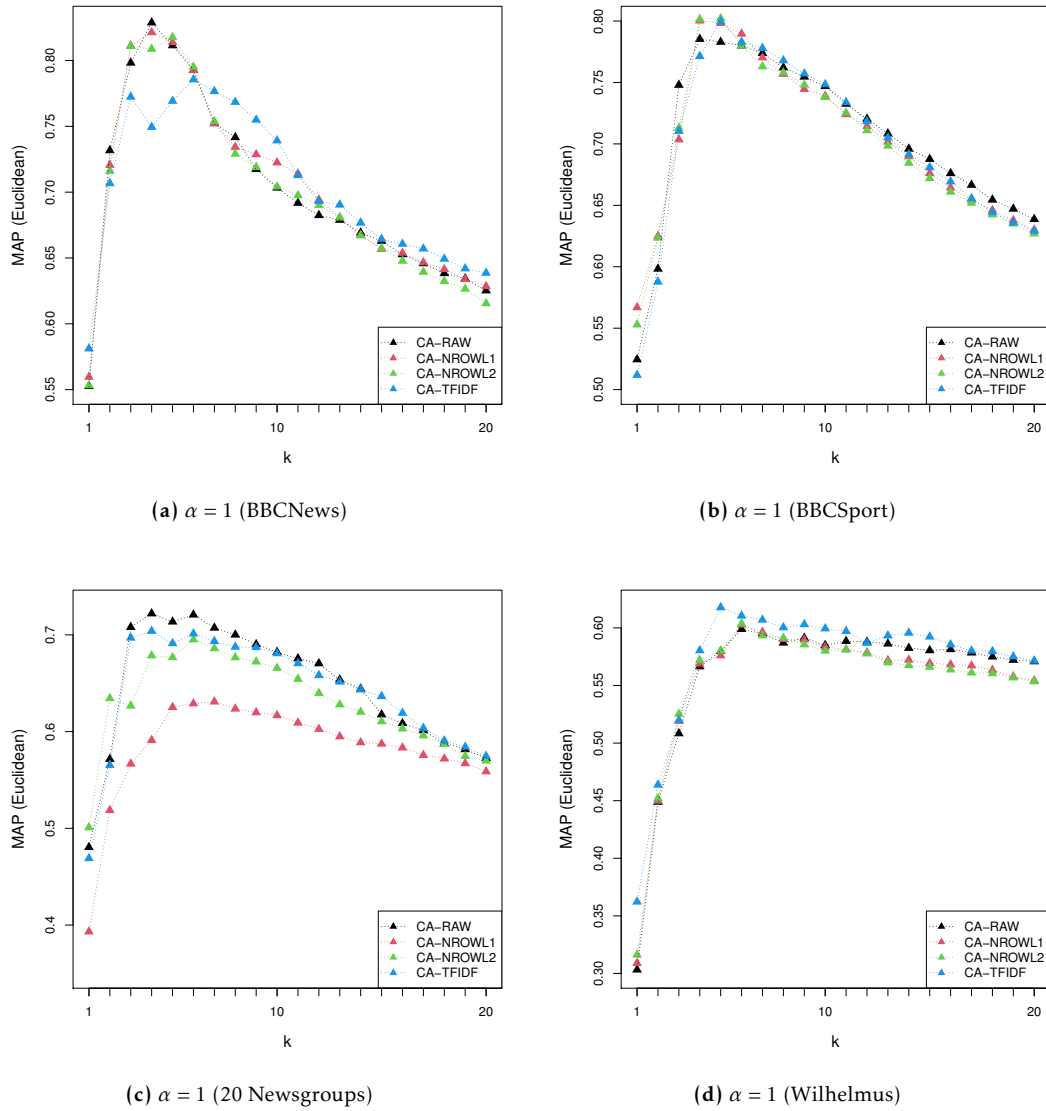 MAP (Euclidean)
0.55 0.60 0.65 0.70 0.75 0.80
1 10 20
k
CA−RAW
CA−NROWL1
CA−NROWL2
CA−TFIDF
(a) α = 1 (BBCNews)
MAP (Euclidean)
0.50 0.55 0.60 0.65 0.70 0.75 0.80
1 10 20
k
CA−RAW
CA−NROWL1
CA−NROWL2
CA−TFIDF
(b) α = 1 (BBCSport)
MAP (Euclidean)
0.4 0.5 0.6 0.7
1 10 20
k
CA−RAW
CA−NROWL1
CA−NROWL2
CA−TFIDF
(c) α = 1 (20 Newsgroups)
MAP (Euclidean)
0.30 0.35 0.40 0.45 0.50 0.55 0.60
1 10 20
k
CA−RAW
CA−NROWL1
CA−NROWL2
CA−TFIDF
(d) α = 1 (Wilhelmus)